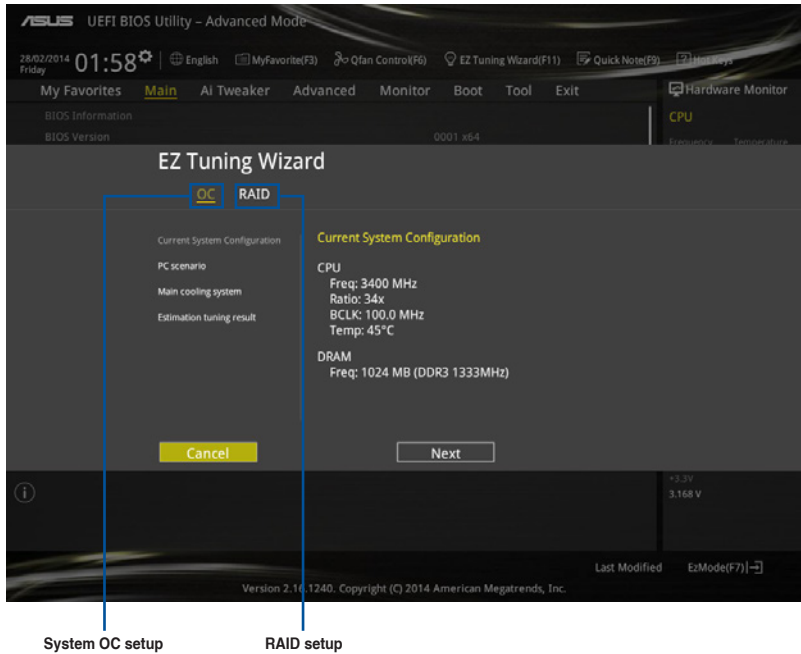 ASUS UEFI BIOS Utility – Advanced Mode
28/02/2014
Friday
01:58
English MyFavorite(F3) Qfan Control(F6) EZ Tuning Wizard(F11) Quick Note(F9) Hot Keys
My Favorites Main Ai Tweaker Advanced Monitor Boot Tool Exit
Hardware Monitor
BIOS Information
CPU
BIOS Version 0001 x64
Frequency Temperature
EZ Tuning Wizard
OC RAID
Current System Configuration
PC scenario
Main cooling system
Estimation tuning result
Current System Configuration
CPU
Freq: 3400 MHz
Ratio: 34x
BCLK: 100.0 MHz
Temp: 45°C
DRAM
Freq: 1024 MB (DDR3 1333MHz)
Cancel Next
+3.3V
3.168 V
Last Modified EzMode(F7)
Version 2.16.1240. Copyright (C) 2014 American Megatrends, Inc.
System OC setup RAID setup